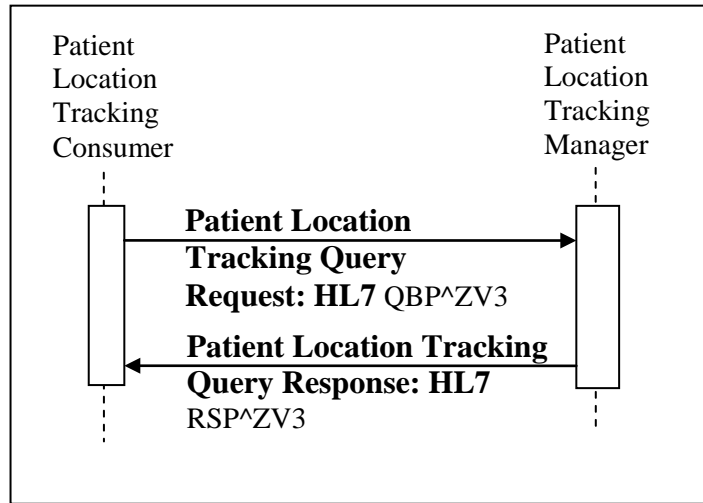 Patient
Location
Tracking
Consumer
Patient
Location
Tracking
Manager
Patient Location
Tracking Query
Request: HL7 QBP^ZV3
Patient Location Tracking
Query Response: HL7
RSP^ZV3